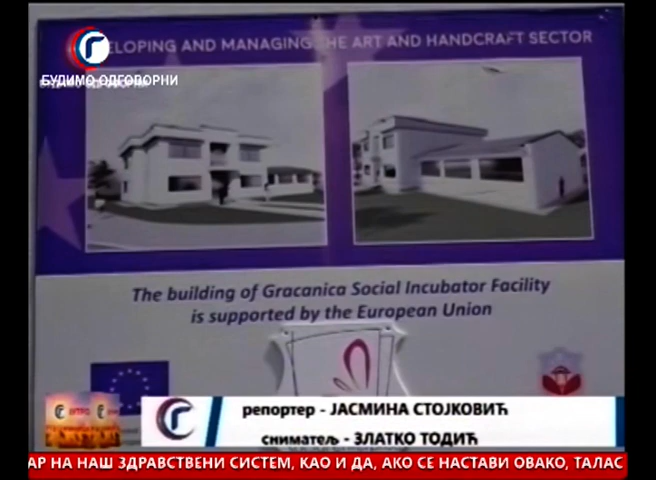 ELOPING AND MANAGING THE ART AND HANDCRAFT SECTOR
БУДИМО ОДГОВОРНИ
The building of Gracanica Social Incubator Facility
is supported by the European Union
репортер - ЈАСМИНА СТОЈКОВИЋ
сниматељ - ЗЛАТКО ТОДИЋ
АР НА НАШ ЗДРАВСТВЕНИ СИСТЕМ, КАО И ДА, АКО СЕ НАСТАВИ ОВАКО, ТАЛАС